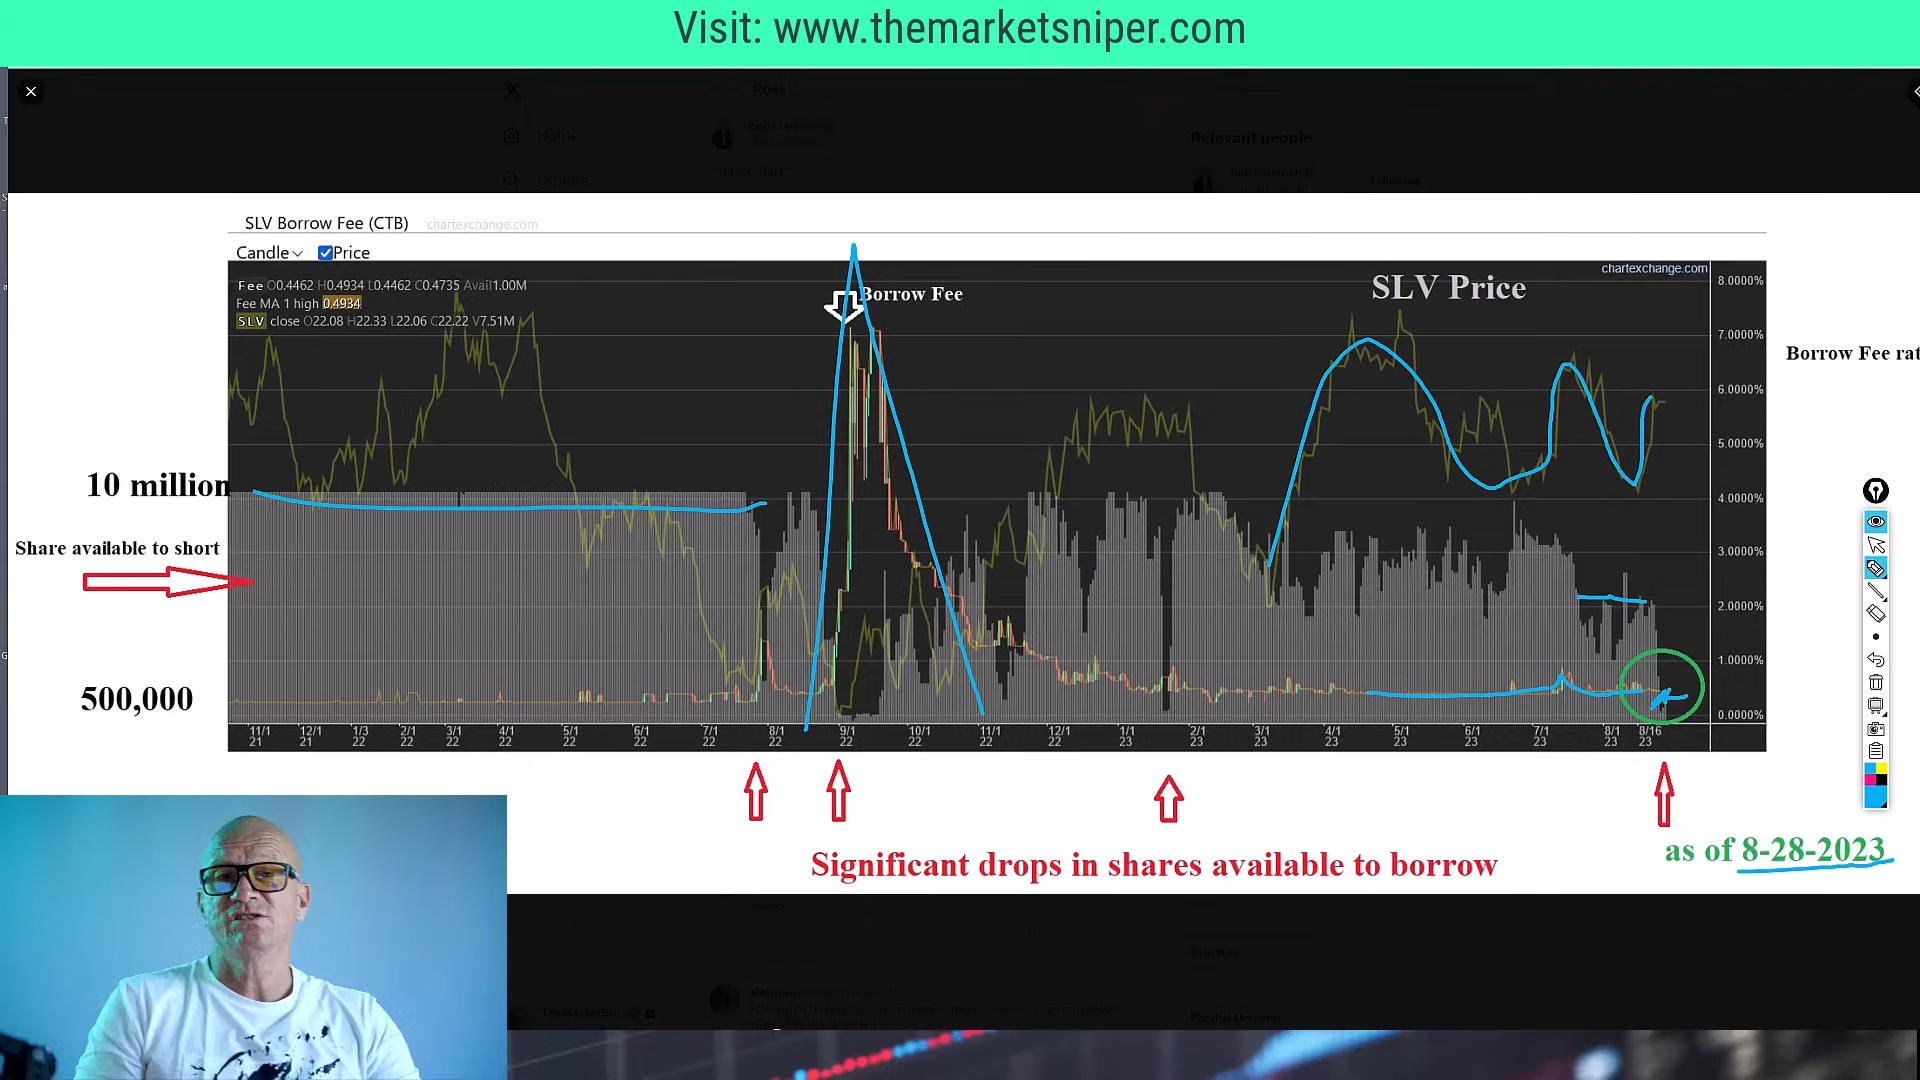 Visit: www.themarketsniper.com
Post
Home
Relevant people
Explore
SLV Borrow Fee (CTB)
chartexchange.com
Candle
Price
chartexchange.com
Fee O0.4462 H0.4934 L0.4462 C0.4735 Avail1.00M
Fee MA 1 high 0.4934
SLV close O22.08 H22.33 L22.06 C22.22 V7.51M
Borrow Fee
SLV Price
8.0000%
7.0000%
6.0000%
5.0000%
4.0000%
3.0000%
2.0000%
1.0000%
0.0000%
Borrow Fee rat
10 million
Share available to short
500,000
11/1 21
12/1 21
1/3 22
2/1 22
3/1 22
4/1 22
5/1 22
6/1 22
7/1 22
8/1 22
9/1 22
10/1 22
11/1 22
12/1 22
1/1 23
2/1 23
3/1 23
4/1 23
5/1 23
6/1 23
7/1 23
8/1 23
8/16 23
Significant drops in shares available to borrow
as of 8-28-2023